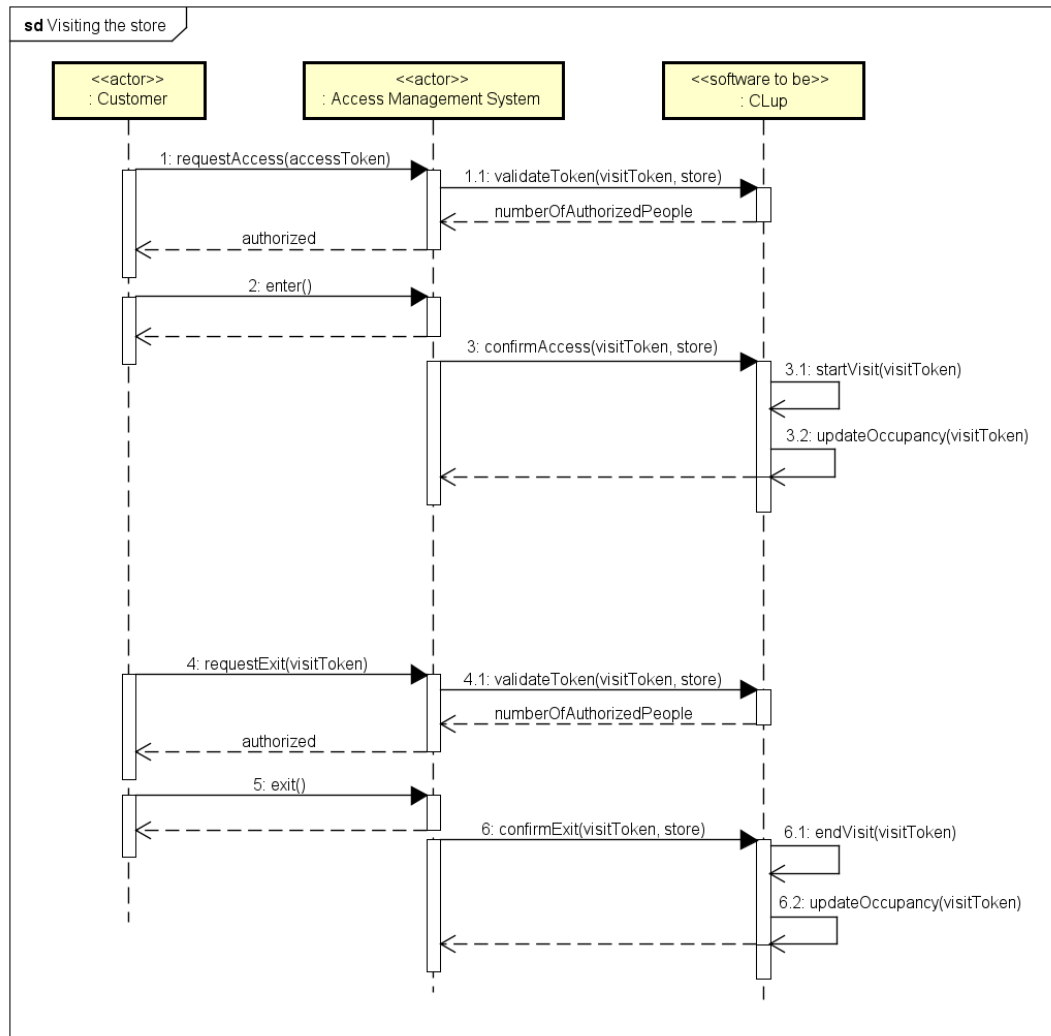 sd Visiting the store
<<actor>>
: Customer
<<actor>>
: Access Management System
<<software to be>>
: CLup
1: requestAccess(accessToken)
1.1: validateToken(visitToken, store)
numberOfAuthorizedPeople
authorized
2: enter()
3: confirmAccess(visitToken, store)
3.1: startVisit(visitToken)
3.2: updateOccupancy(visitToken)
4: requestExit(visitToken)
4.1: validateToken(visitToken, store)
numberOfAuthorizedPeople
authorized
5: exit()
6: confirmExit(visitToken, store)
6.1: endVisit(visitToken)
6.2: updateOccupancy(visitToken)